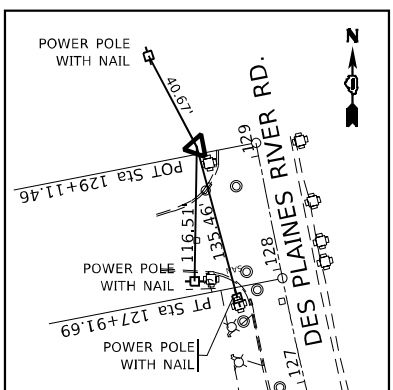 POWER POLE
WITH NAIL
N
40.67'
129
DES PLAINES RIVER RD.
POT Sta 129+11.46
116.51'
135.46'
128
POWER POLE
WITH NAIL
PT Sta 127+91.69
POWER POLE
WITH NAIL
127